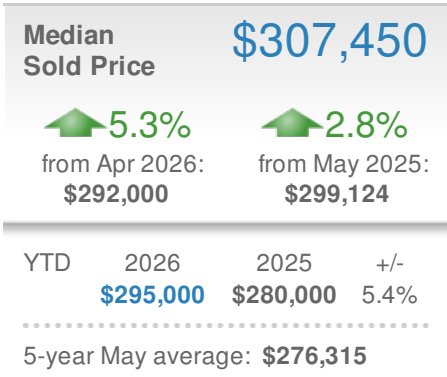 Median $307,450
Sold Price
5.3% 2.8%
from Apr 2026: from May 2025:
$292,000 $299,124
YTD 2026 2025 +/-
$295,000 $280,000 5.4%
5-year May average: $276,315